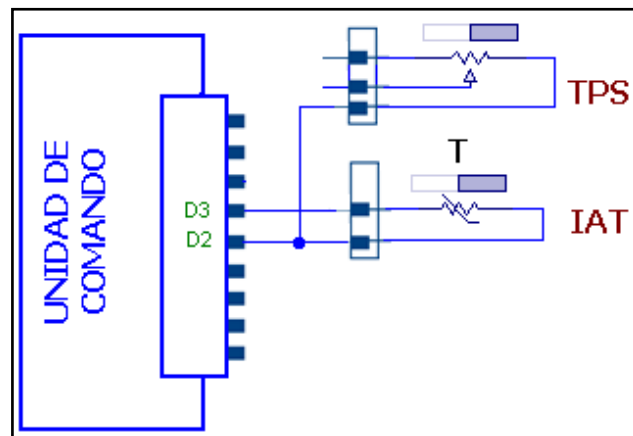 UNIDAD DE
COMANDO
D3
D2
TPS
T
IAT